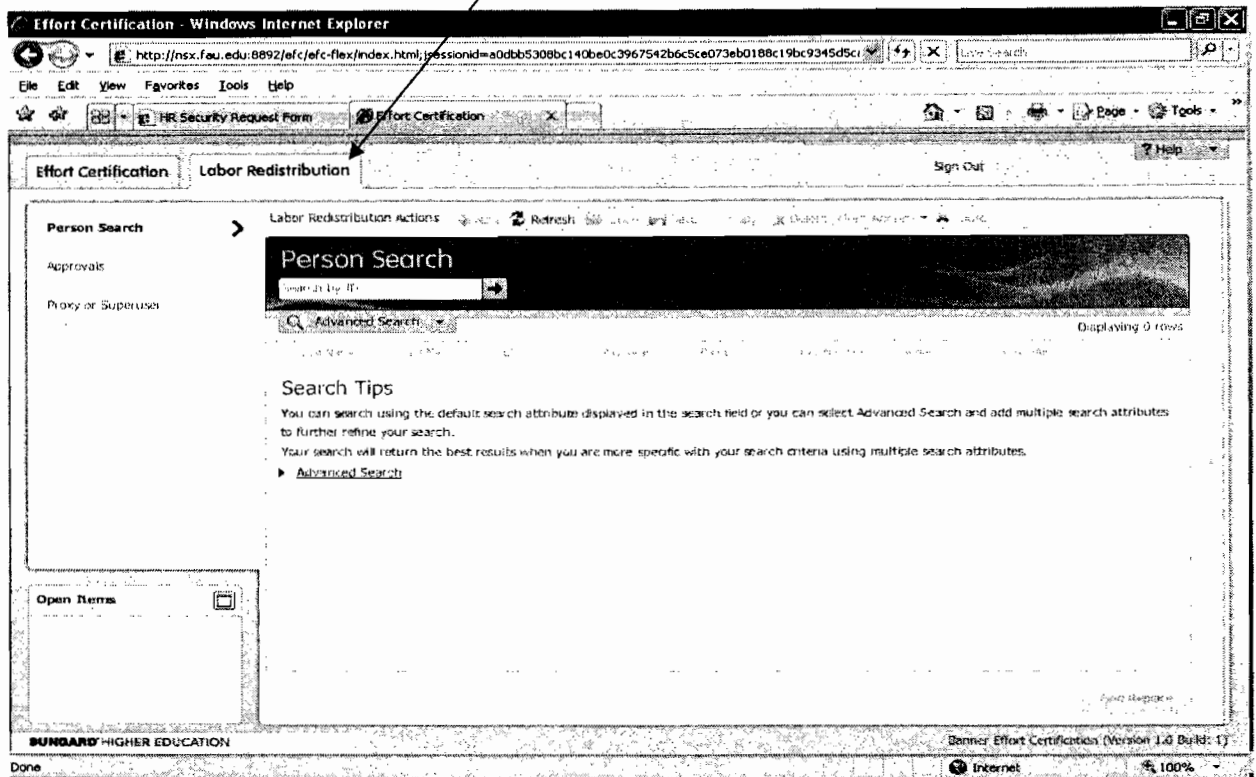 Effort Certification - Windows Internet Explorer
http://nsx.fau.edu:8892/efc/efc-flex/index.html;jsessionid=a0dbb5308bc140be0c3967542b6c5ce073eb0188c19bc9345d5c
Live Search
File Edit View Favorites Tools Help
HR Security Request Form Effort Certification Page Tools
Effort Certification Labor Redistribution Sign Out ? Help
Person Search
Approvals
Proxy or Superuser
Labor Redistribution Actions Refresh
Person Search
Search by ID
Advanced Search
Displaying 0 rows
Search Tips
You can search using the default search attribute displayed in the search field or you can select Advanced Search and add multiple search attributes
to further refine your search.
Your search will return the best results when you are more specific with your search criteria using multiple search attributes.
Advanced Search
Open Items
SUNGARD HIGHER EDUCATION Banner Effort Certification (Version 1.0 Build: 1)
Done Internet 100%